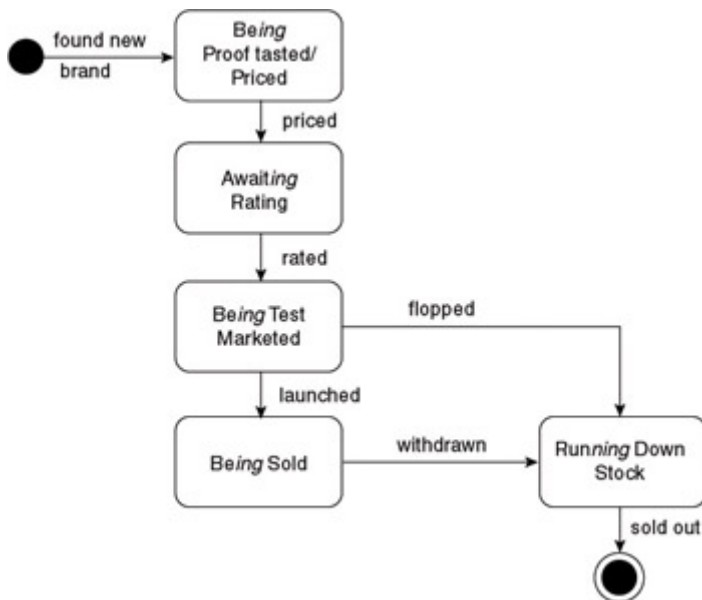 found new
brand
Being
Proof tasted/
Priced
priced
Awaiting
Rating
rated
Being Test
Marketed
flopped
launched
Being Sold
withdrawn
Running Down
Stock
sold out